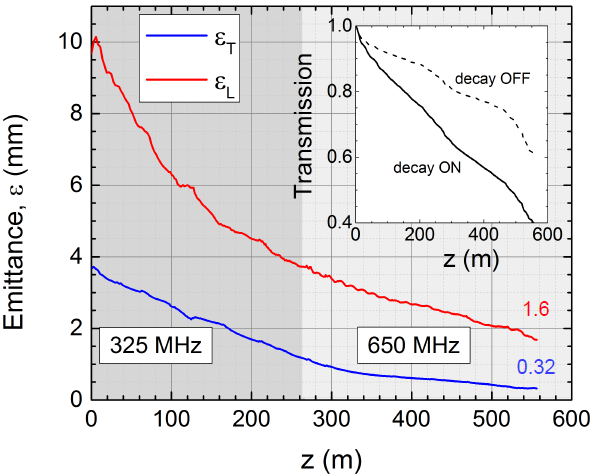 εT
εL
Emittance, ε (mm)
10
8
6
4
2
0
0
100
200
300
400
500
600
z (m)
325 MHz
650 MHz
1.6
0.32
Transmission
1.0
0.8
0.6
0.4
0
200
400
600
z (m)
decay OFF
decay ON